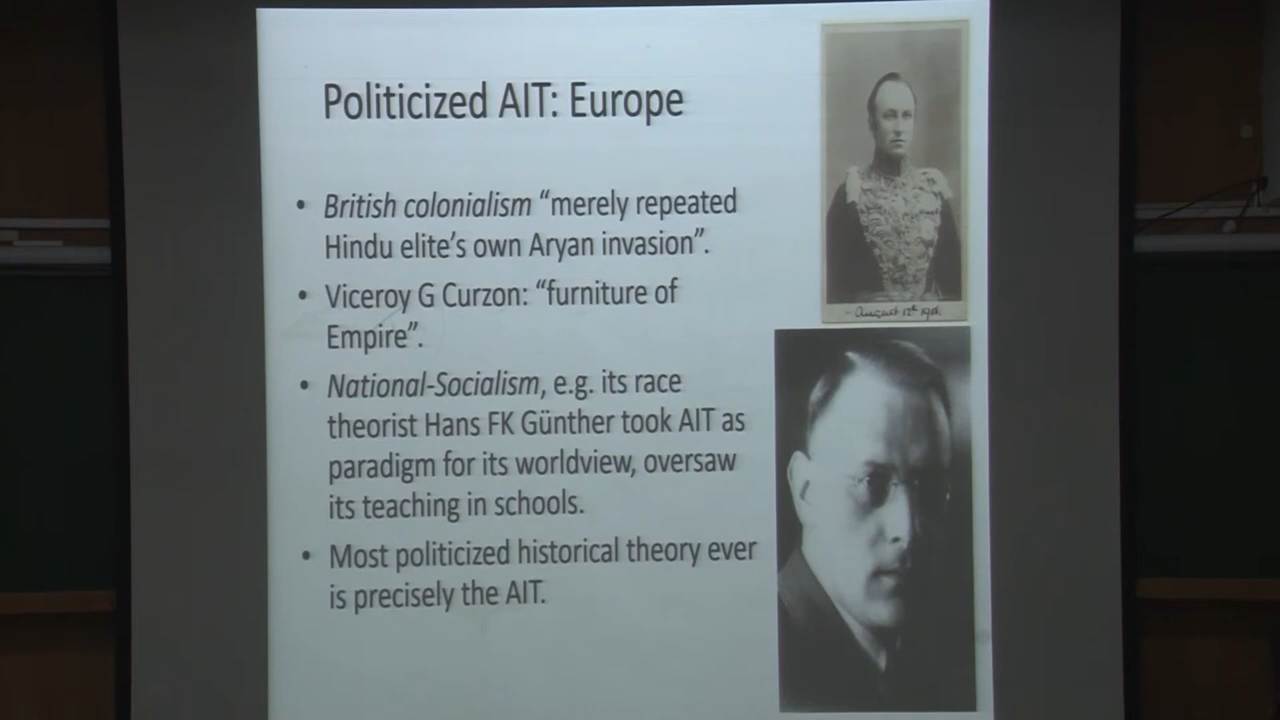 Politicized AIT: Europe
• British colonialism “merely repeated
Hindu elite’s own Aryan invasion”.
• Viceroy G Curzon: “furniture of
Empire”.
• National-Socialism, e.g. its race
theorist Hans FK Günther took AIT as
paradigm for its worldview, oversaw
its teaching in schools.
• Most politicized historical theory ever
is precisely the AIT.
August 12th